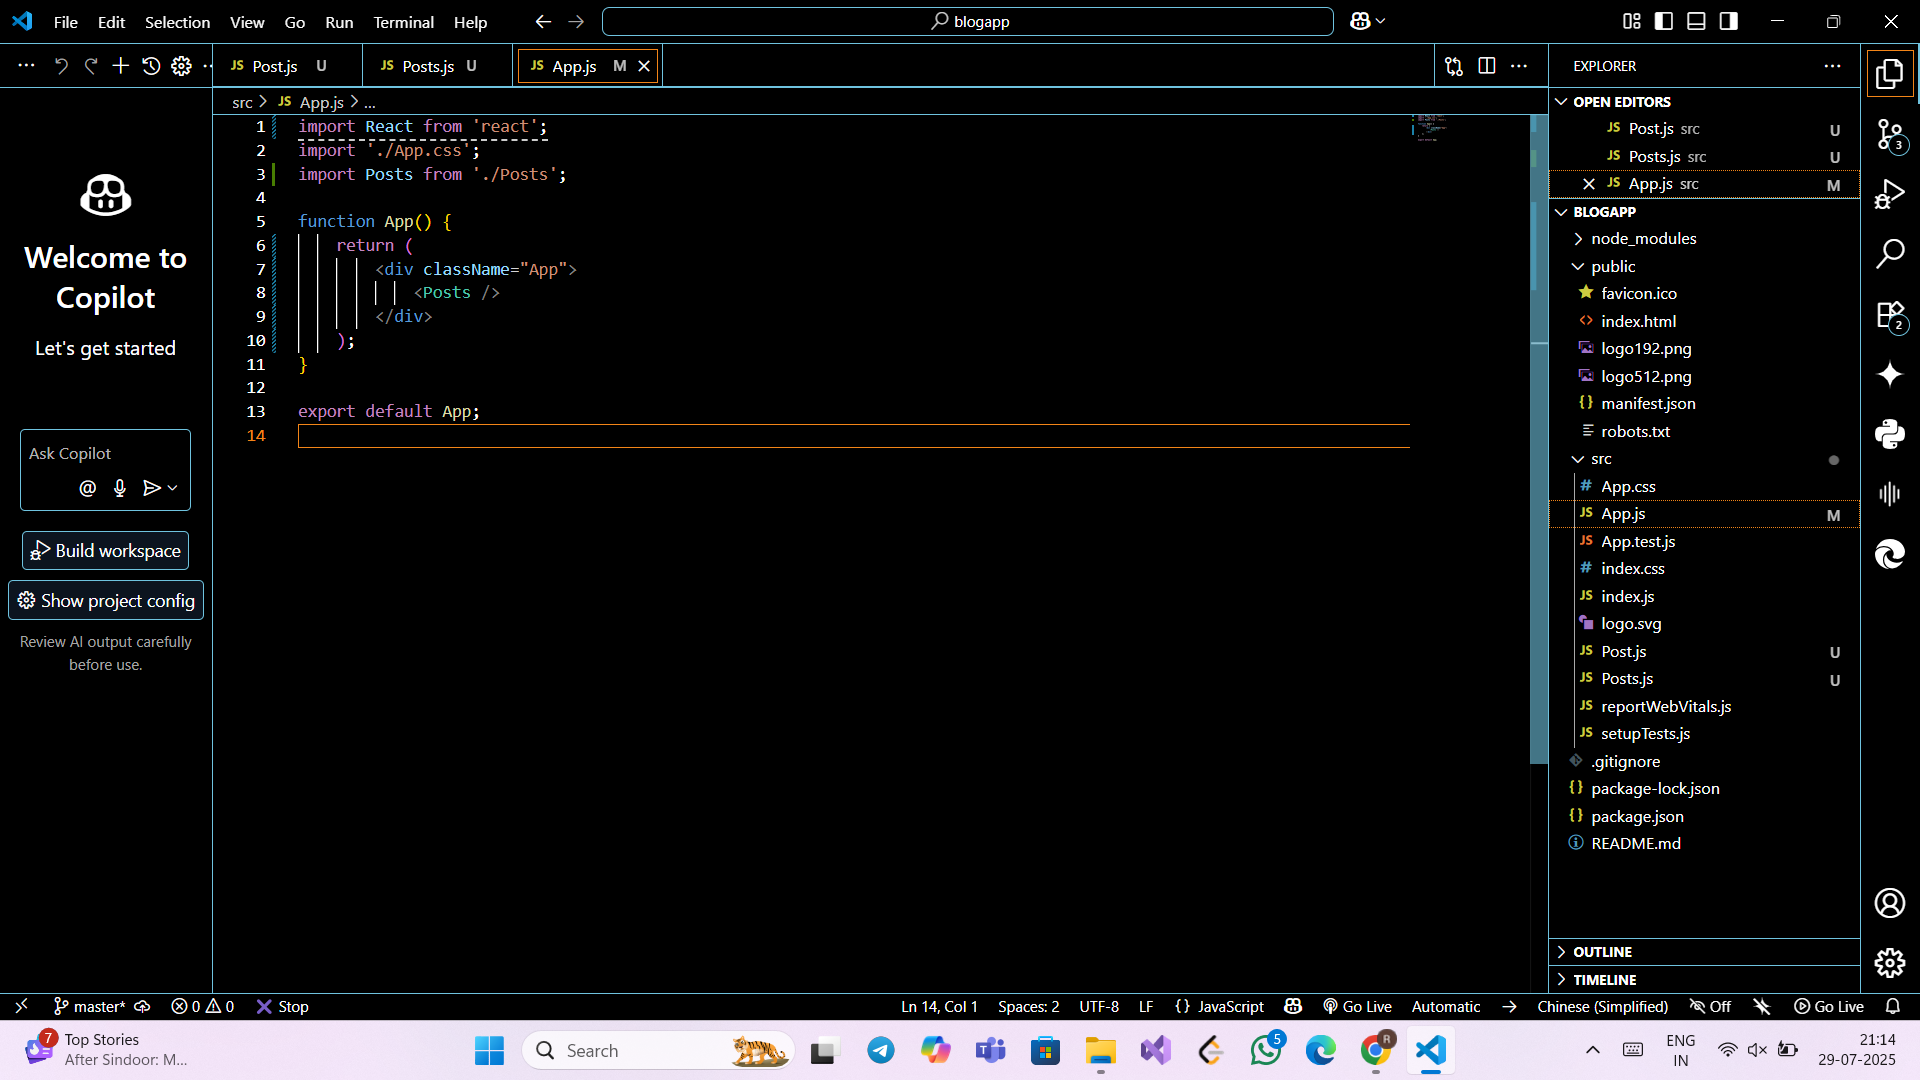 File Edit Selection View Go Run Terminal Help
blogapp
JS Post.js U
JS Posts.js U
JS App.js M
src > JS App.js > ...
1 import React from 'react';
2 import './App.css';
3 import Posts from './Posts';
4
5 function App() {
6 return (
7 <div className="App">
8 <Posts />
9 </div>
10 );
11 }
12
13 export default App;
14
Welcome to
Copilot
Let's get started
Ask Copilot
Build workspace
Show project config
Review AI output carefully
before use.
EXPLORER
OPEN EDITORS
JS Post.js src U
JS Posts.js src U
JS App.js src M
BLOGAPP
node_modules
public
favicon.ico
index.html
logo192.png
logo512.png
manifest.json
robots.txt
src
# App.css
JS App.js M
JS App.test.js
# index.css
JS index.js
logo.svg
JS Post.js U
JS Posts.js U
JS reportWebVitals.js
JS setupTests.js
.gitignore
{} package-lock.json
{} package.json
README.md
OUTLINE
TIMELINE
3
2
master* 0 0 Stop
Ln 14, Col 1 Spaces: 2 UTF-8 LF {} JavaScript Go Live Automatic Chinese (Simplified) Off Go Live
7
Top Stories
After Sindoor: M...
Search
5
R
ENG
IN
21:14
29-07-2025